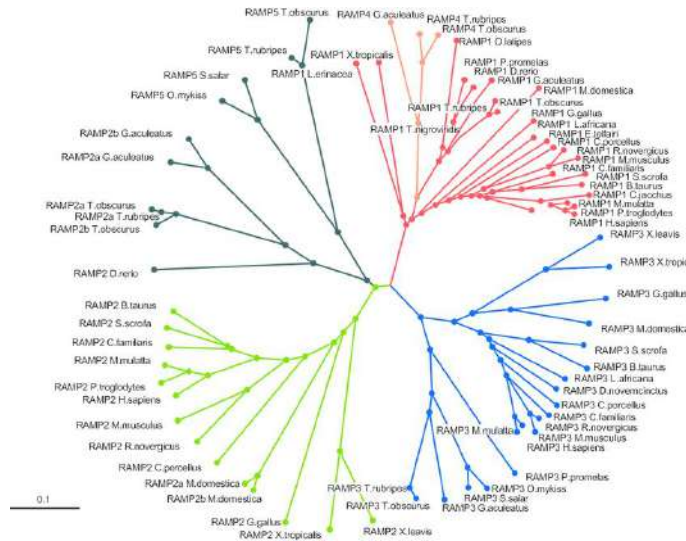 RAMP5 T.obscurus
RAMP4 G.aculeatus
RAMP4 T.rubripes
RAMP4 T.obscurus
RAMP5 T.rubripes
RAMP1 X.tropicalis
RAMP1 O.latipes
RAMP1 L.erinacea
RAMP1 P.promelas
RAMP1 D.rerio
RAMP5 S.salar
RAMP1 G.aculeatus
RAMP1 M.domestica
RAMP5 O.mykiss
RAMP1 T.rubripes
RAMP1 T.obscurus
RAMP1 G.gallus
RAMP1 T.nigroviridis
RAMP1 L.africana
RAMP2b G.aculeatus
RAMP1 E.telfairi
RAMP1 C.porcellus
RAMP1 R.novergicus
RAMP2a G.aculeatus
RAMP1 M.musculus
RAMP1 C.familiaris
RAMP1 S.scrofa
RAMP1 B.taurus
RAMP1 C.jacchus
RAMP2a T.obscurus
RAMP1 M.mulatta
RAMP2a T.rubripes
RAMP1 P.troglodytes
RAMP2b T.obscurus
RAMP1 H.sapiens
RAMP3 X.leavis
RAMP2 D.rerio
RAMP3 X.tropic
RAMP3 G.gallus
RAMP2 B.taurus
RAMP2 S.scrofa
RAMP3 M.domestica
RAMP2 C.familiaris
RAMP3 S.scrofa
RAMP2 M.mulatta
RAMP3 B.taurus
RAMP3 L.africana
RAMP2 P.troglodytes
RAMP3 D.novemcinctus
RAMP2 H.sapiens
RAMP3 C.porcellus
RAMP3 C.familiaris
RAMP2 M.musculus
RAMP3 M.mulatta
RAMP3 R.novergicus
RAMP3 M.musculus
RAMP2 R.novergicus
RAMP3 H.sapiens
RAMP2 C.porcellus
RAMP3 P.promelas
RAMP2a M.domestica
RAMP3 T.rubripes
RAMP3 O.mykiss
RAMP2b M.domestica
RAMP3 S.salar
RAMP3 T.obscurus
RAMP3 G.aculeatus
0.1
RAMP2 G.gallus
RAMP2 X.tropicalis
RAMP2 X.leavis